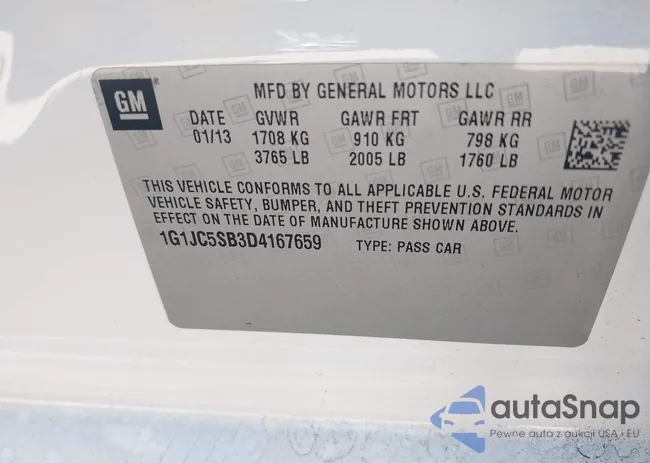 GM
®
MFD BY GENERAL MOTORS LLC
DATE GVWR GAWR FRT GAWR RR
01/13 1708 KG 910 KG 798 KG
3765 LB 2005 LB 1760 LB
THIS VEHICLE CONFORMS TO ALL APPLICABLE U.S. FEDERAL MOTOR
VEHICLE SAFETY, BUMPER, AND THEFT PREVENTION STANDARDS IN
EFFECT ON THE DATE OF MANUFACTURE SHOWN ABOVE.
1G1JC5SB3D4167659 TYPE: PASS CAR
autoSnap
Pewne auto z aukcji USA i EU